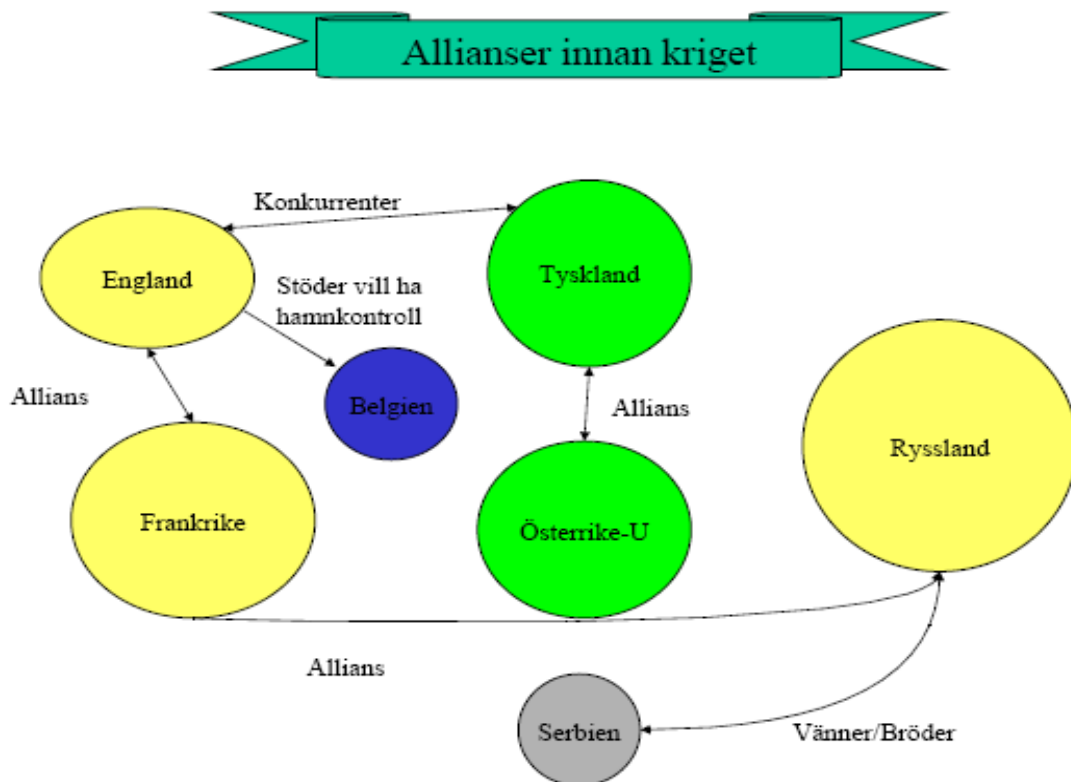 Allianser innan kriget
Konkurrenter
England
Tyskland
Stöder vill ha
hamnkontroll
Allians
Belgien
Allians
Ryssland
Frankrike
Österrike-U
Allians
Serbien
Vänner/Bröder